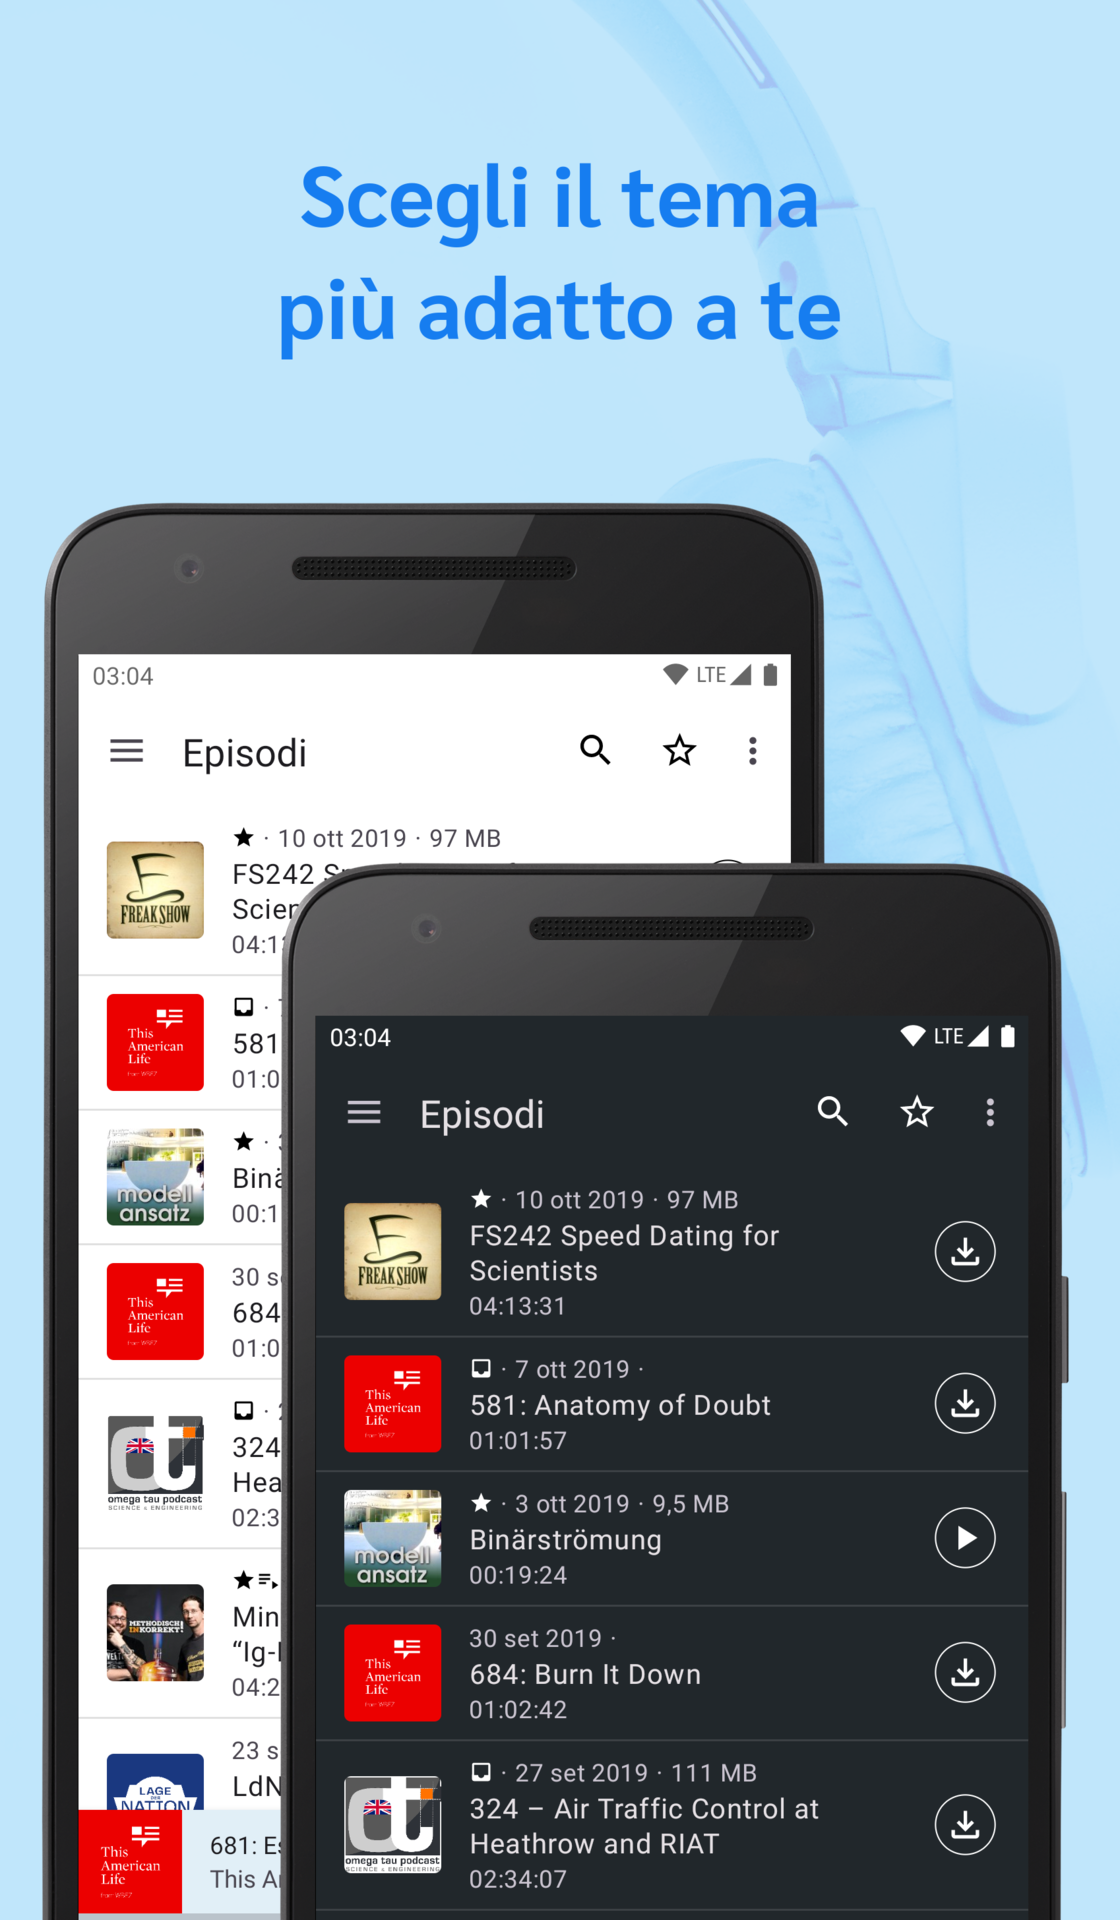 Scegli il tema
più adatto a te
03:04
LTE
Episodi
· 10 ott 2019 · 97 MB
FS242
Scien
04:1
FREAK SHOW
This
American
Life
581
01:0
modell
ansatz
Binä
00:1
This
American
Life
30 s
684
01:0
omega tau podcast
SCIENCE & ENGINEERING
324
Hea
02:3
METHODISCH
INKORREKT!
Min
“Ig-
04:2
LAGE
DER
NATION
23 s
LdN
This
American
Life
681: Es
This A
03:04
LTE
Episodi
FREAK SHOW
· 10 ott 2019 · 97 MB
FS242 Speed Dating for
Scientists
04:13:31
This
American
Life
· 7 ott 2019 ·
581: Anatomy of Doubt
01:01:57
modell
ansatz
· 3 ott 2019 · 9,5 MB
Binärströmung
00:19:24
This
American
Life
30 set 2019 ·
684: Burn It Down
01:02:42
omega tau podcast
SCIENCE & ENGINEERING
· 27 set 2019 · 111 MB
324 – Air Traffic Control at
Heathrow and RIAT
02:34:07